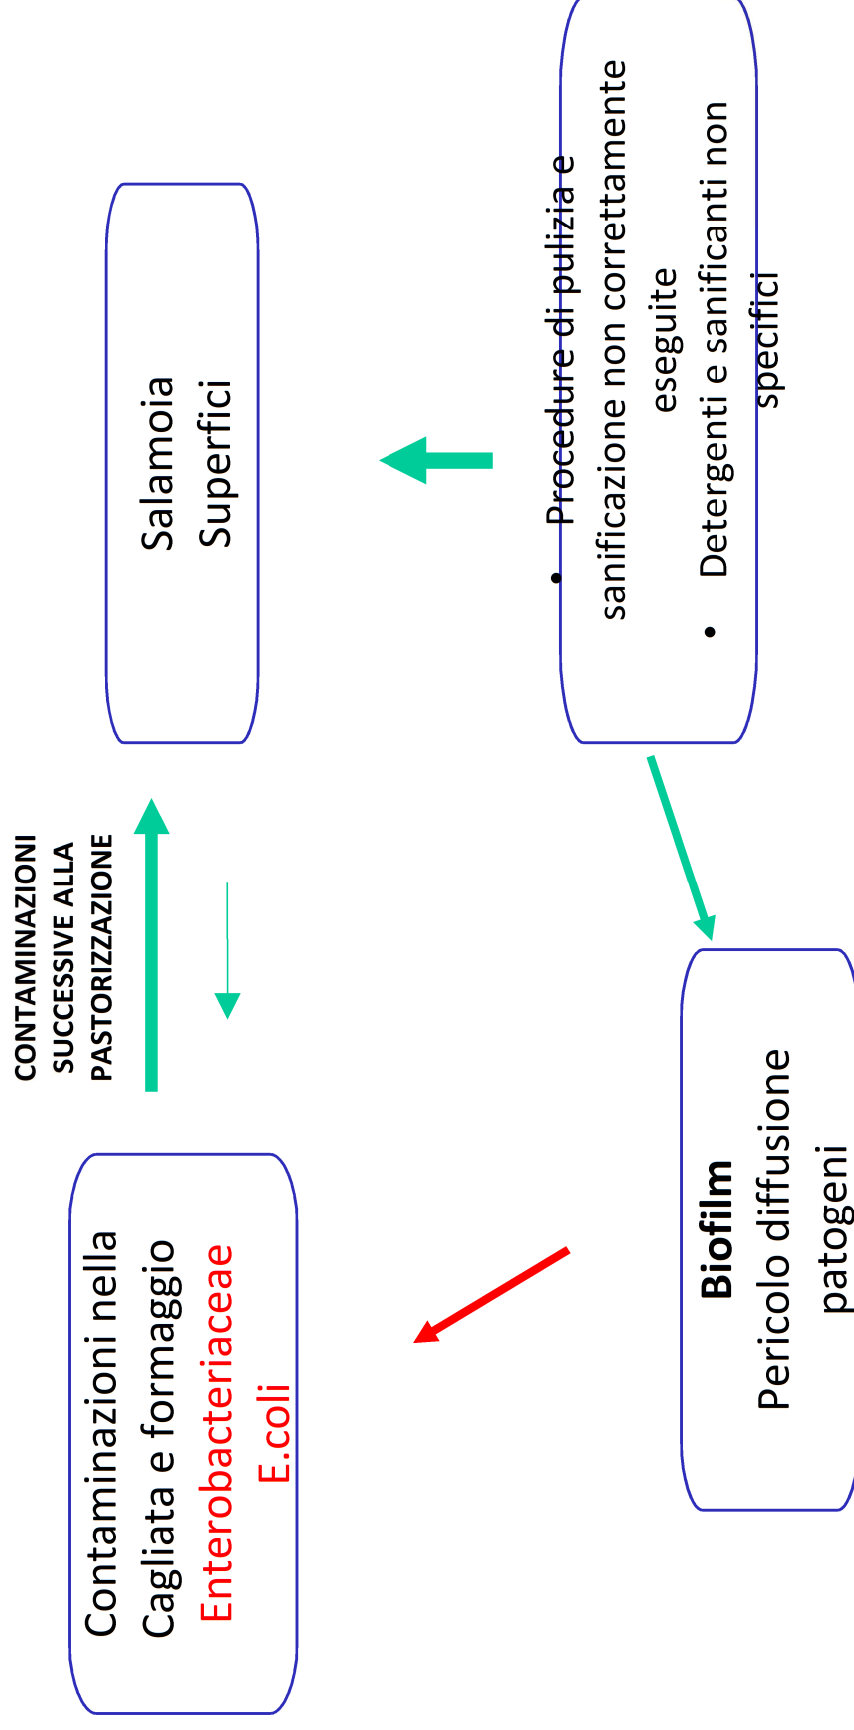 CONTAMINAZIONI
SUCCESSIVE ALLA
PASTORIZZAZIONE
Contaminazioni nella
Cagliata e formaggio
Enterobacteriaceae
E.coli
Salamoia
Superfici
• Procedure di pulizia e
sanificazione non correttamente
eseguite
• Detergenti e sanificanti non
specifici
Biofilm
Pericolo diffusione
patogeni